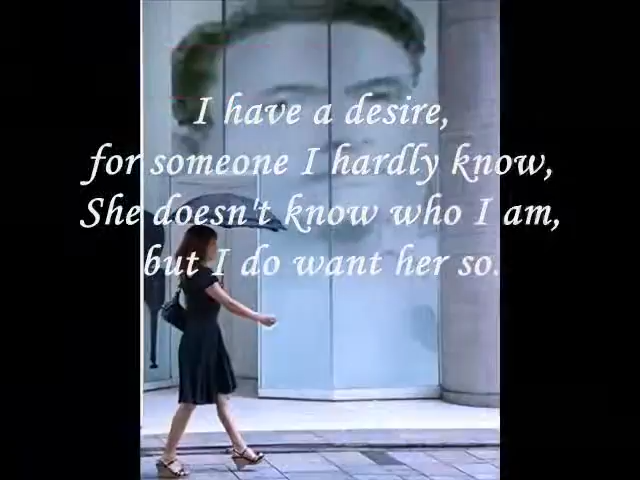 I have a desire,
for someone I hardly know,
She doesn't know who I am,
but I do want her so.